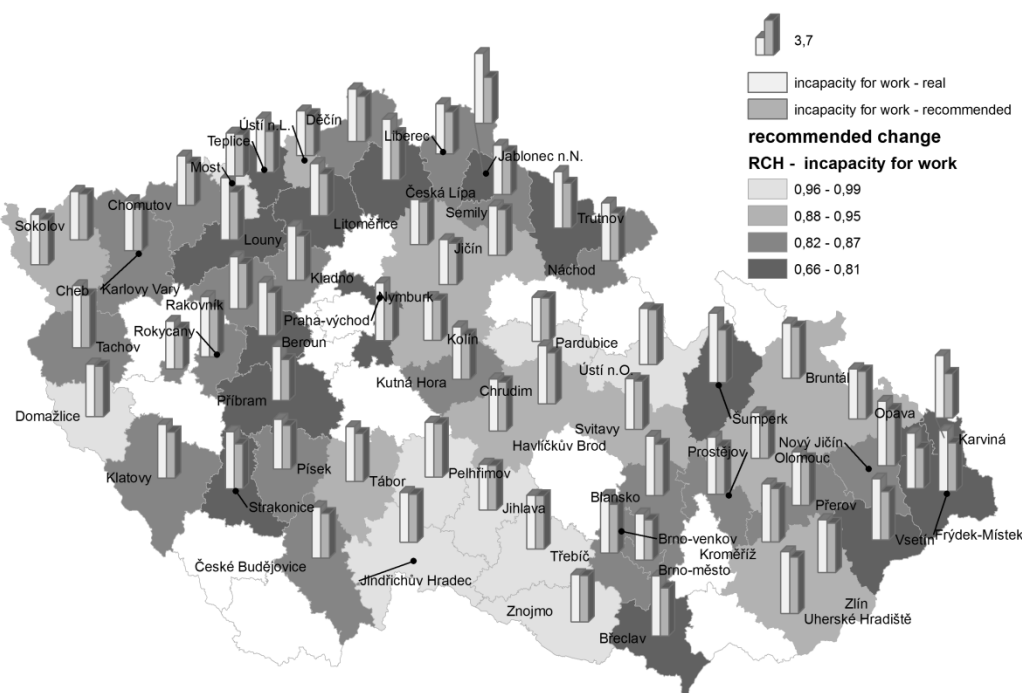 3,7
incapacity for work - real
incapacity for work - recommended
recommended change
RCH - incapacity for work
0,96 - 0,99
0,88 - 0,95
0,82 - 0,87
0,66 - 0,81
Děčín
Ústí n.L.
Teplice
Liberec
Most
Jablonec n.N.
Česká Lípa
Chomutov
Semily
Trutnov
Sokolov
Litoměřice
Louny
Jičín
Náchod
Kladno
Cheb
Karlovy Vary
Nymburk
Rakovník
Praha-východ
Rokycany
Kolín
Beroun
Pardubice
Tachov
Ústí n.O.
Kutná Hora
Bruntál
Chrudim
Příbram
Domažlice
Šumperk
Opava
Svitavy
Karviná
Havlíčkův Brod
Nový Jičín
Prostějov
Olomouc
Písek
Klatovy
Pelhřimov
Tábor
Blansko
Přerov
Jihlava
Strakonice
Frýdek-Místek
Vsetín
Brno-venkov
Kroměříž
Třebíč
České Budějovice
Brno-město
Jindřichův Hradec
Zlín
Znojmo
Uherské Hradiště
Břeclav